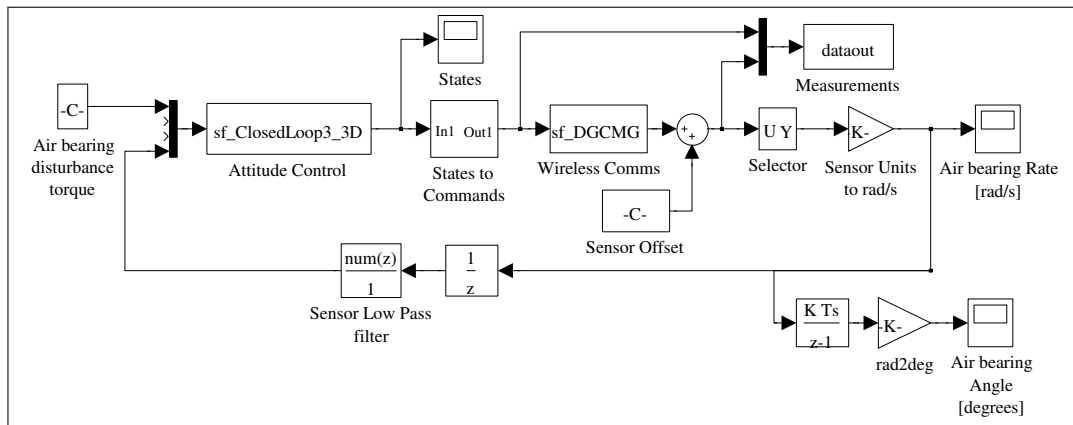 -C-
Air bearing
disturbance
torque
sf_ClosedLoop3_3D
Attitude Control
States
In1 Out1
States to
Commands
sf_DGCMG
Wireless Comms
dataout
Measurements
+
+
-C-
Sensor Offset
U Y
Selector
K-
Sensor Units
to rad/s
Air bearing Rate
[rad/s]
num(z)
1
Sensor Low Pass
filter
1
z
K Ts
z-1
-K-
rad2deg
Air bearing
Angle
[degrees]